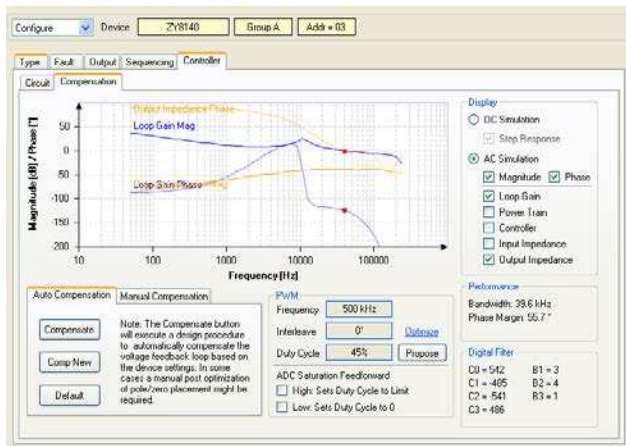 Configure Device ZY8140 Group A Addr = 03
Type Fault Output Sequencing Controller
Circuit Compensation
Output Impedance Phase
Loop Gain Mag
Loop Gain Phase Mag
Magnitude [dB] / Phase [°]
50
0
-50
-100
-150
-200
10 100 1000 10000 100000
Frequency [Hz]
Display
DC Simulation
Step Response
AC Simulation
Magnitude Phase
Loop Gain
Power Train
Controller
Input Impedance
Output Impedance
Performance
Bandwidth: 39.6 kHz
Phase Margin: 55.7 °
Digital Filter
C0 = 542 B1 = 3
C1 = -485 B2 = 4
C2 = -541 B3 = 1
C3 = 486
Auto Compensation Manual Compensation
Compensate
Comp New
Default
Note: The Compensate button
will execute a design procedure
to automatically compensate the
voltage feedback loop based on
the device settings. In some
cases a manual post optimization
of pole/zero placement might be
required.
PWM
Frequency 500 kHz
Interleave 0° Optimize
Duty Cycle 45% Propose
ADC Saturation Feedforward
High: Sets Duty Cycle to Limit
Low: Sets Duty Cycle to 0